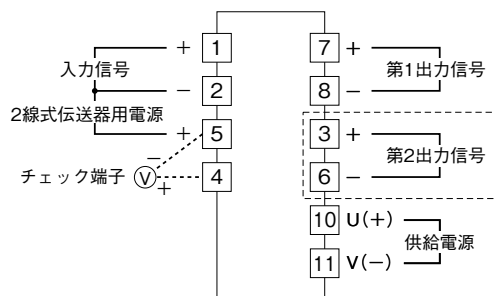 + 1
入力信号
− 2
2線式伝送器用電源
+ 5
−
チェック端子 V + 4
7 +
第1出力信号
8 −
3 +
第2出力信号
6 −
10 U(+)
供給電源
11 V(−)